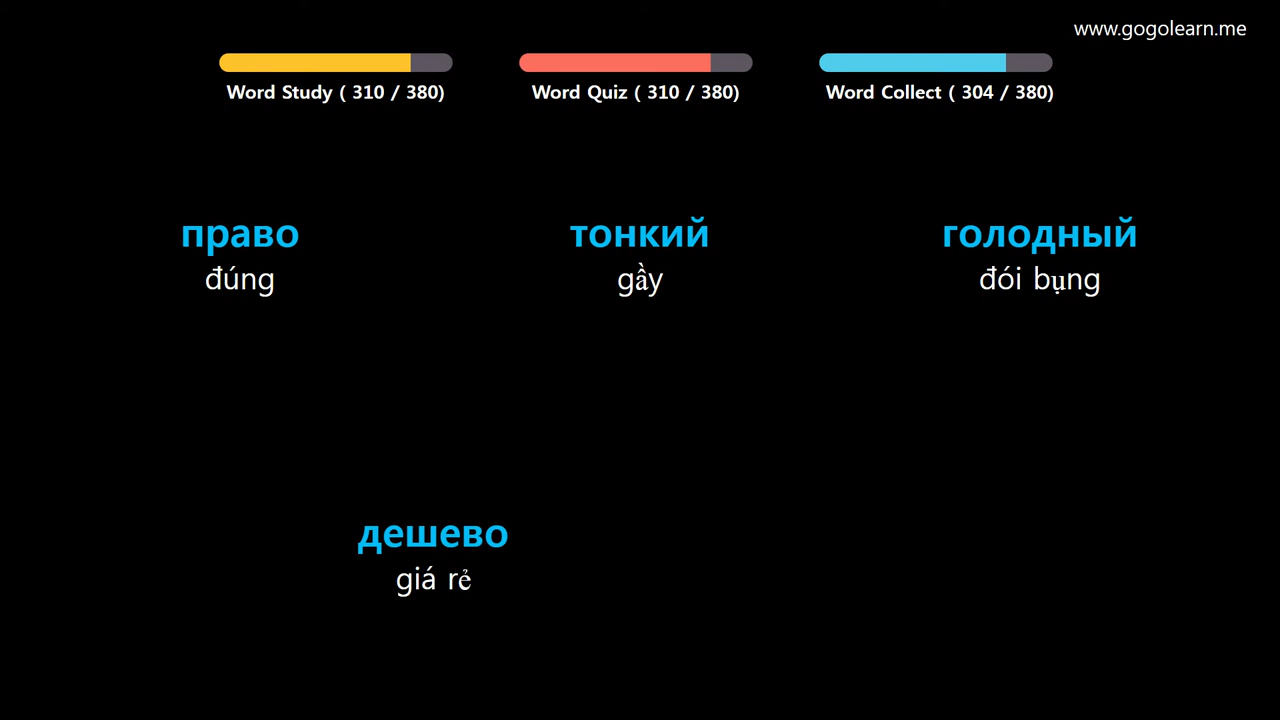 www.gogolearn.me
Word Study ( 310 / 380)
Word Quiz ( 310 / 380)
Word Collect ( 304 / 380)
право
đúng
тонкий
gầy
голодный
đói bụng
дешево
giá rẻ